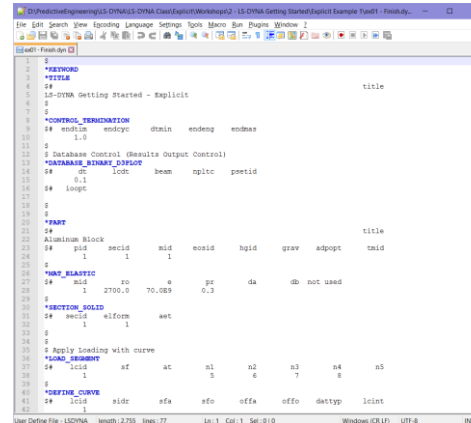 D:\PredictiveEngineering\LS-DYNA\LS-DYNA Class\Explicit\Workshops\2 - LS-DYNA Getting Started\Explicit Example 1\ex01 - Finish.dy...
File Edit Search View Encoding Language Settings Tools Macro Run Plugins Window ?
ex01 - Finish.dyn
1 $
2 *KEYWORD
3 *TITLE
4 $# title
5 LS-DYNA Getting Started - Explicit
6 $
7 $
8 *CONTROL_TERMINATION
9 $# endtim endcyc dtmin endeng endmas
10 1.0
11 $
12 $ Database Control (Results Output Control)
13 *DATABASE_BINARY_D3PLOT
14 $# dt lcdt beam npltc psetid
15 0.1
16 $# ioopt
17
18 $
19 $
20 *PART
21 $# title
22 Aluminum Block
23 $# pid secid mid eosid hgid grav adpopt tmid
24 1 1 1
25 $
26 *MAT_ELASTIC
27 $# mid ro e pr da db not used
28 1 2700.0 70.0E9 0.3
29 $
30 *SECTION_SOLID
31 $# secid elform aet
32 1 1
33 $
34 $
35 $ Apply Loading with curve
36 *LOAD_SEGMENT
37 $# lcid sf at n1 n2 n3 n4 n5
38 1 5 6 7 8
39 $
40 *DEFINE_CURVE
41 $# lcid sidr sfa sfo offa offo dattyp lcint
42 1
User Define File - LSDYNA length : 2,755 lines : 77 Ln : 1 Col : 1 Sel : 0 | 0 Windows (CR LF) UTF-8 IN